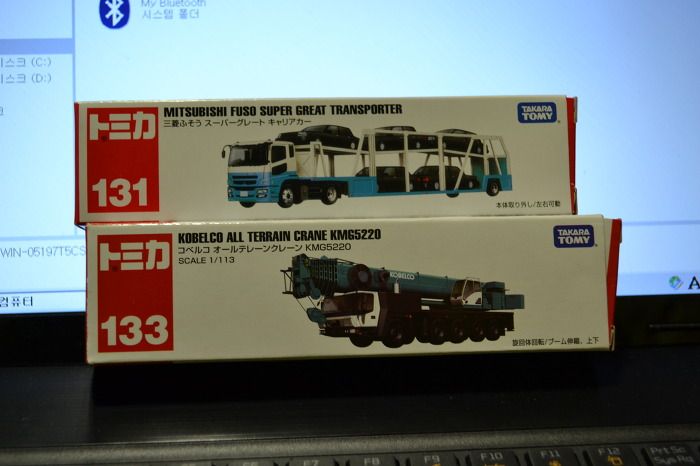 My Bluetooth
시스템 폴더
디스크 (C:)
스크 (D:)
MITSUBISHI FUSO SUPER GREAT TRANSPORTER
三菱ふそう スーパーグレート キャリアカー
トミカ
131
TAKARA
TOMY
本体取り外し/左右可動
WIN-05197T5CS
컴퓨터
KOBELCO ALL TERRAIN CRANE KMG5220
コベルコ オールテレーンクレーン KMG5220
SCALE 1/113
トミカ
133
KOBELCO
TAKARA
TOMY
旋回体回転/ブーム伸縮、上下
A
F7
F8
F9
F10
F11
F12
Prt Sc
Sys Rq